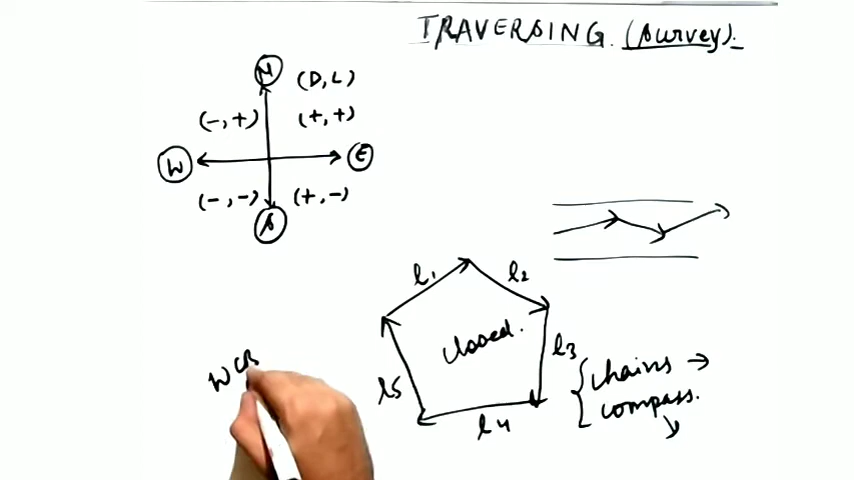 TRAVERSING. (Survey).
N
(D, L)
(-, +)
(+, +)
W
E
(-, -)
(+, -)
S
l1
l2
closed.
l3
l5
l4
chains →
compass.
WCB